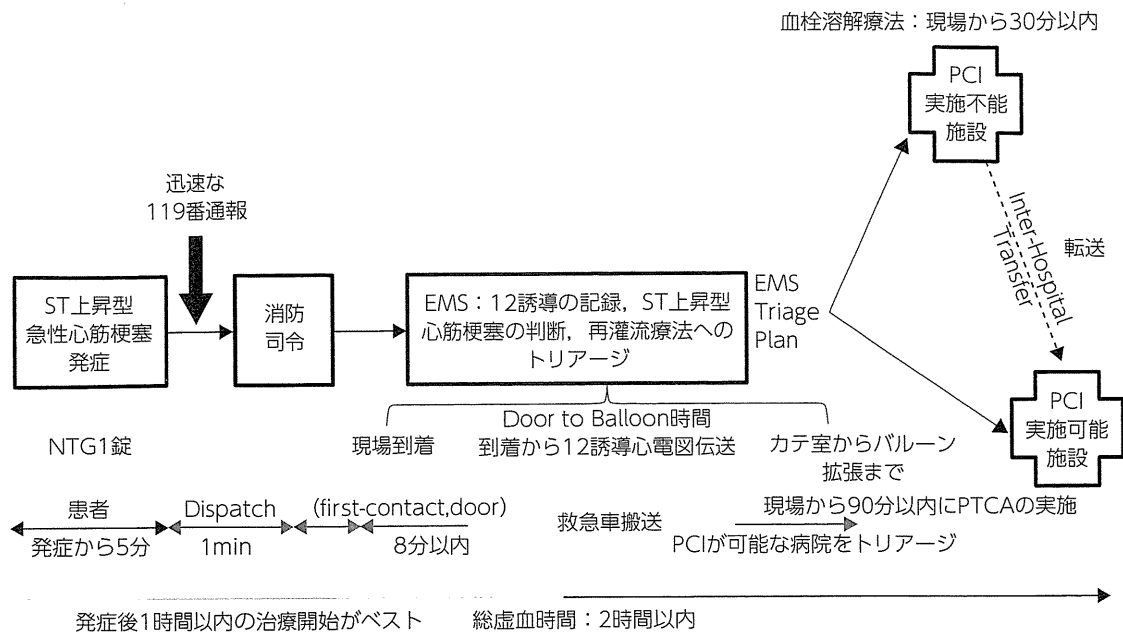 血栓溶解療法：現場から30分以内
PCI
実施不能
施設
迅速な
119番通報
Inter-Hospital
Transfer
転送
ST上昇型
急性心筋梗塞
発症
消防
司令
EMS：12誘導の記録，ST上昇型
心筋梗塞の判断，再灌流療法への
トリアージ
EMS
Triage
Plan
PCI
実施可能
施設
NTG1錠
現場到着
Door to Balloon時間
到着から12誘導心電図伝送
カテ室からバルーン
拡張まで
現場から90分以内にPTCAの実施
患者
発症から5分
Dispatch
1min
(first-contact,door)
8分以内
救急車搬送
PCIが可能な病院をトリアージ
発症後1時間以内の治療開始がベスト
総虚血時間：2時間以内